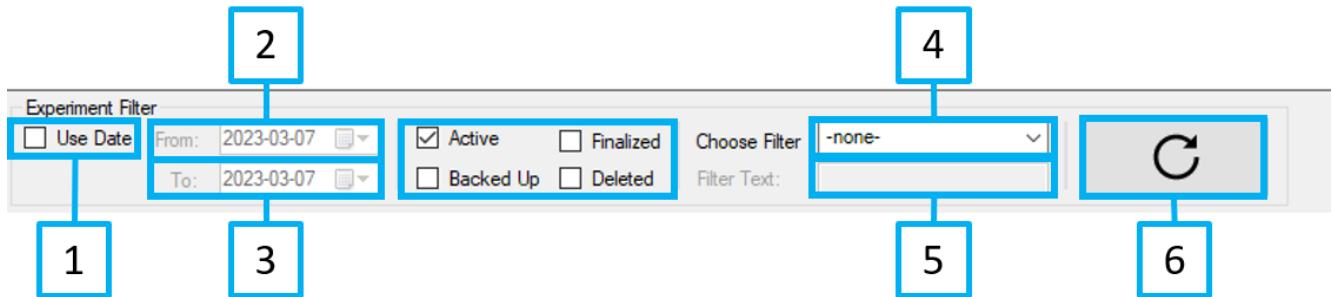 2
4
Experiment Filter
Use Date From: 2023-03-07 Active Finalized Choose Filter -none-
To: 2023-03-07 Backed Up Deleted Filter Text:
1
3
5
6